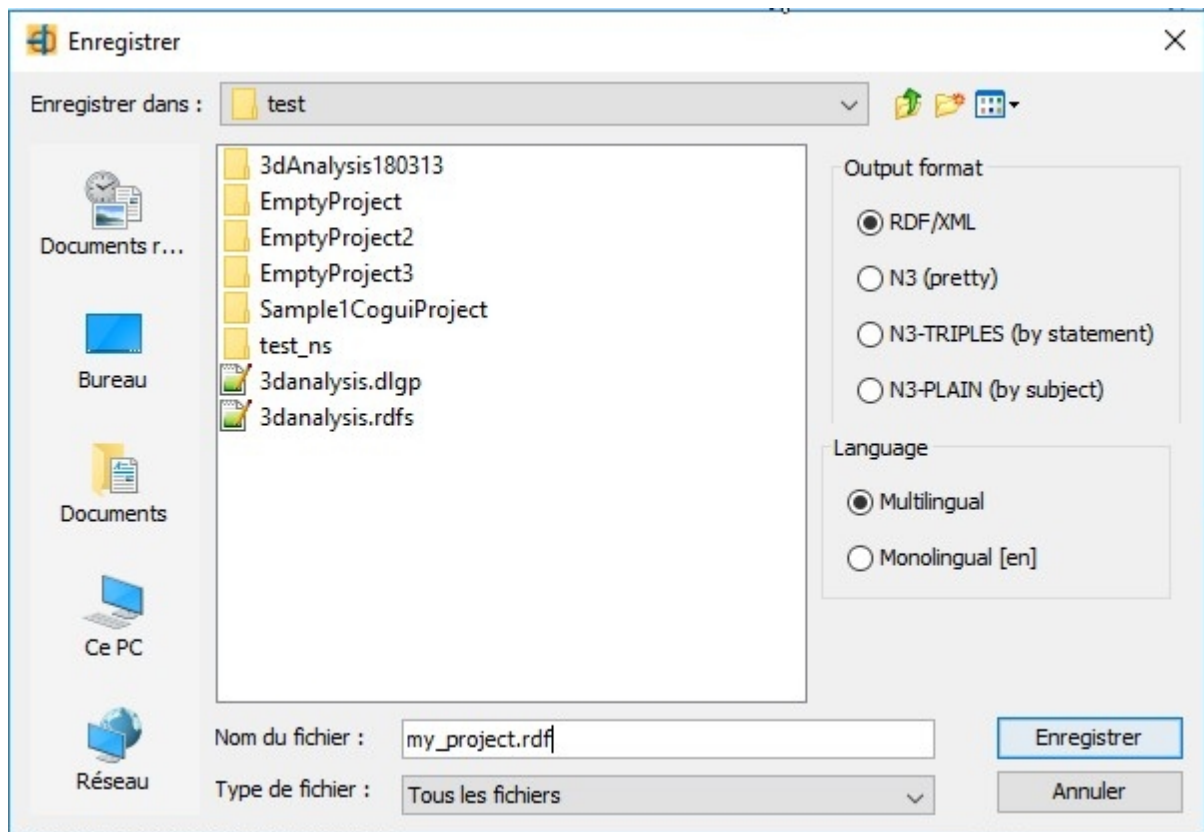 Enregistrer
Enregistrer dans :
test
Documents r...
Bureau
Documents
Ce PC
Réseau
3dAnalysis180313
EmptyProject
EmptyProject2
EmptyProject3
Sample1CoguiProject
test_ns
3danalysis.dlgp
3danalysis.rdfs
Output format
RDF/XML
N3 (pretty)
N3-TRIPLES (by statement)
N3-PLAIN (by subject)
Language
Multilingual
Monolingual [en]
Nom du fichier :
my_project.rdf
Enregistrer
Type de fichier :
Tous les fichiers
Annuler